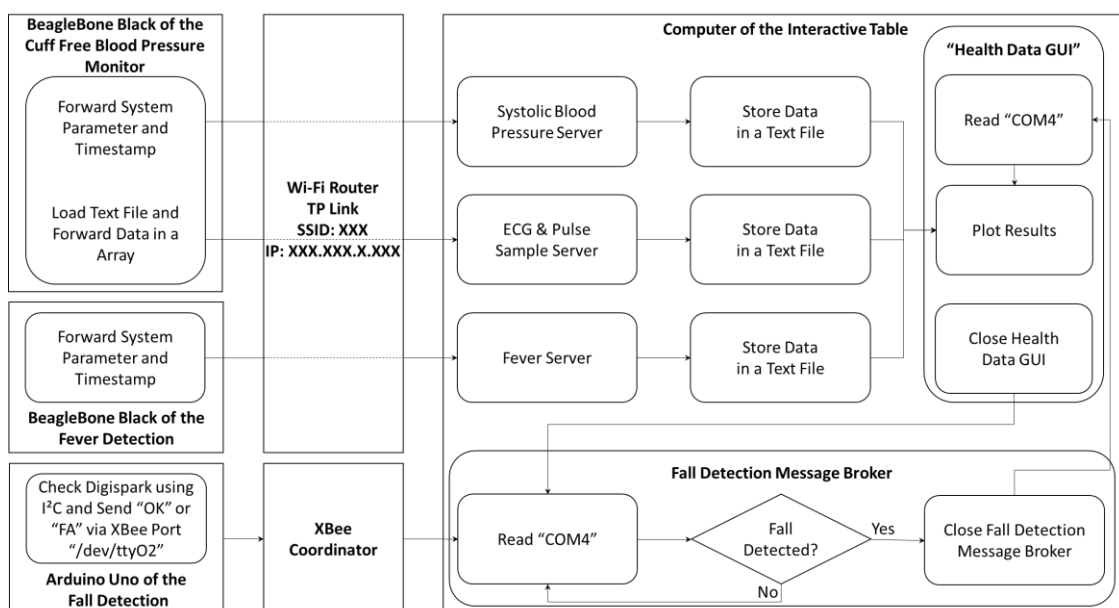 BeagleBone Black of the
Cuff Free Blood Pressure
Monitor
Forward System
Parameter and
Timestamp
Load Text File and
Forward Data in a
Array
Forward System
Parameter and
Timestamp
BeagleBone Black of the
Fever Detection
Check Digispark using
I²C and Send “OK” or
“FA” via XBee Port
“/dev/ttyO2”
Arduino Uno of the
Fall Detection
Wi-Fi Router
TP Link
SSID: XXX
IP: XXX.XXX.X.XXX
XBee
Coordinator
Computer of the Interactive Table
Systolic Blood
Pressure Server
Store Data
in a Text File
ECG & Pulse
Sample Server
Store Data
in a Text File
Fever Server
Store Data
in a Text File
“Health Data GUI”
Read “COM4”
Plot Results
Close Health
Data GUI
Fall Detection Message Broker
Read “COM4”
Fall
Detected?
Yes
No
Close Fall Detection
Message Broker